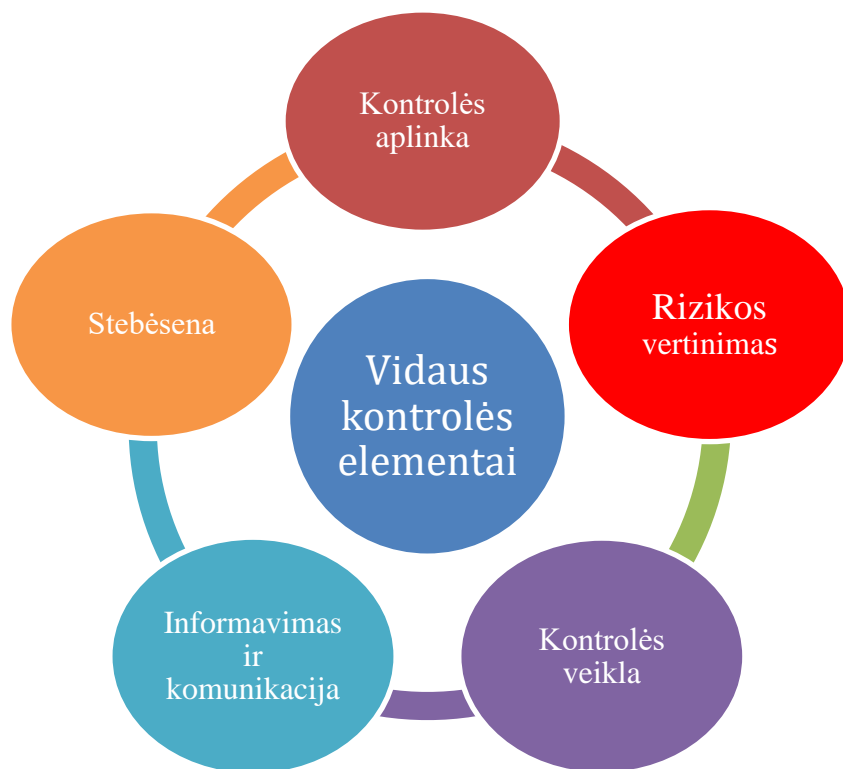 Kontrolės
aplinka
Rizikos
vertinimas
Kontrolės
veikla
Informavimas
ir
komunikacija
Stebėsena
Vidaus
kontrolės
elementai